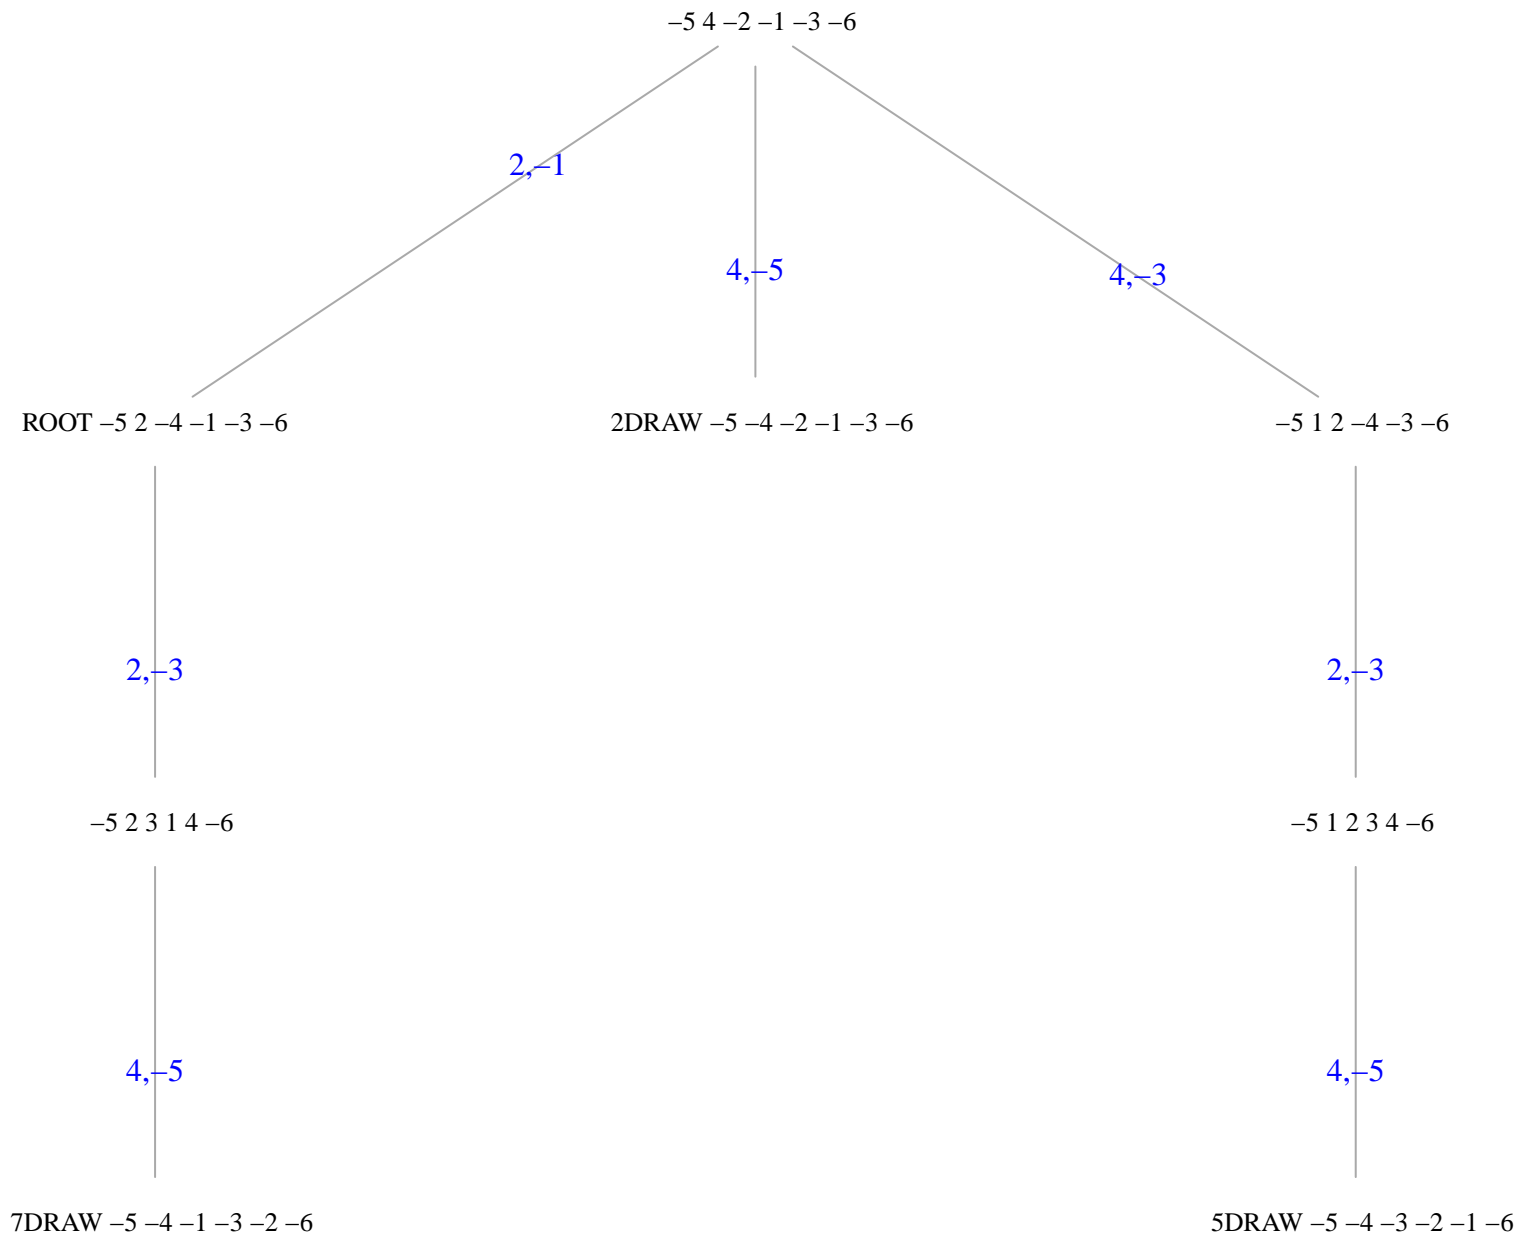 –5 4 –2 –1 –3 –6
2,–1
4,–5
4,–3
ROOT –5 2 –4 –1 –3 –6
2DRAW –5 –4 –2 –1 –3 –6
–5 1 2 –4 –3 –6
2,–3
2,–3
–5 2 3 1 4 –6
–5 1 2 3 4 –6
4,–5
4,–5
7DRAW –5 –4 –1 –3 –2 –6
5DRAW –5 –4 –3 –2 –1 –6